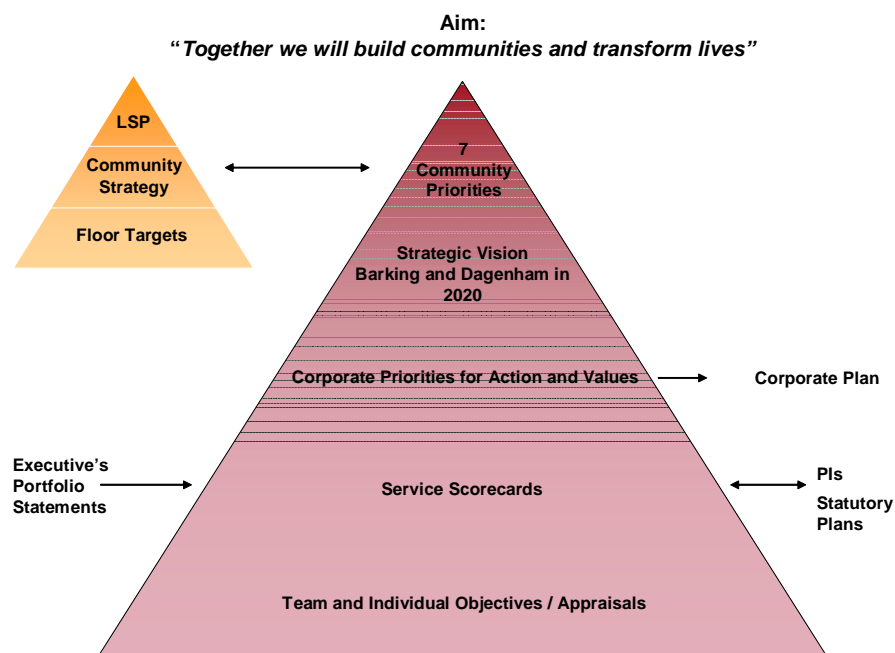 Aim:
“Together we will build communities and transform lives”
LSP
Community
Strategy
Floor Targets
7
Community
Priorities
Strategic Vision
Barking and Dagenham in
2020
Corporate Priorities for Action and Values
Corporate Plan
Executive’s
Portfolio
Statements
Service Scorecards
PIs
Statutory
Plans
Team and Individual Objectives / Appraisals